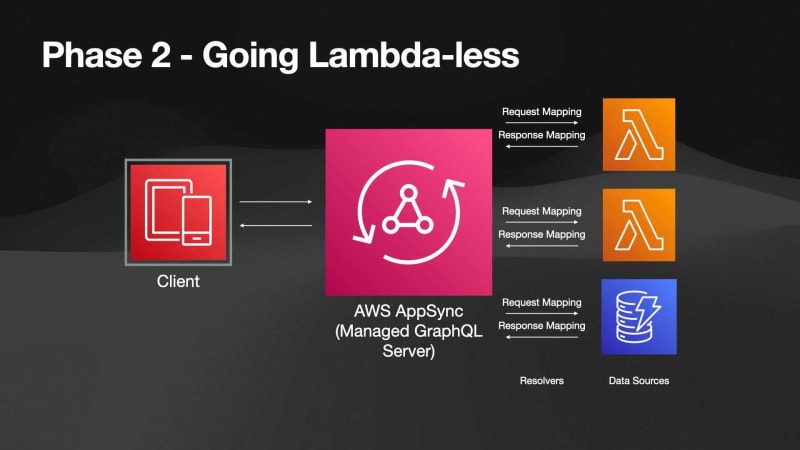 Phase 2 - Going Lambda-less
Request Mapping
Response Mapping
Request Mapping
Response Mapping
Client
AWS AppSync
(Managed GraphQL
Server)
Request Mapping
Response Mapping
Resolvers
Data Sources